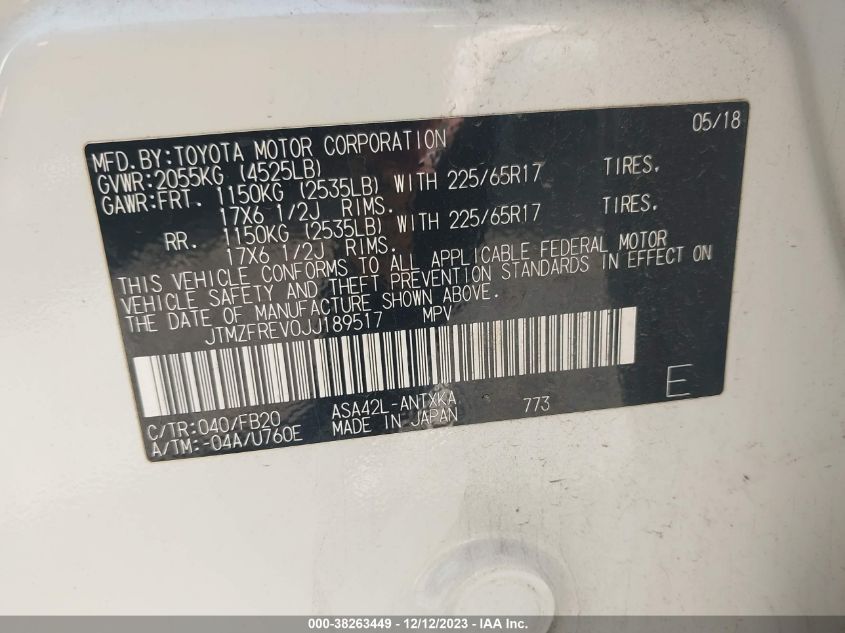 05/18
MFD.BY:TOYOTA MOTOR CORPORATION
GVWR:2055KG (4525LB)
GAWR:FRT. 1150KG (2535LB) WITH 225/65R17 TIRES.
17X6 1/2J RIMS.
RR. 1150KG (2535LB) WITH 225/65R17 TIRES.
17X6 1/2J RIMS.
THIS VEHICLE CONFORMS TO ALL APPLICABLE FEDERAL MOTOR
VEHICLE SAFETY AND THEFT PREVENTION STANDARDS IN EFFECT ON
THE DATE OF MANUFACTURE SHOWN ABOVE.
JTMZFREV0JJ189517 MPV
C/TR:040/FB20 ASA42L-ANTXKA 773 E
A/TM:-04A/U760E MADE IN JAPAN
000-38263449 - 12/12/2023 - IAA Inc.